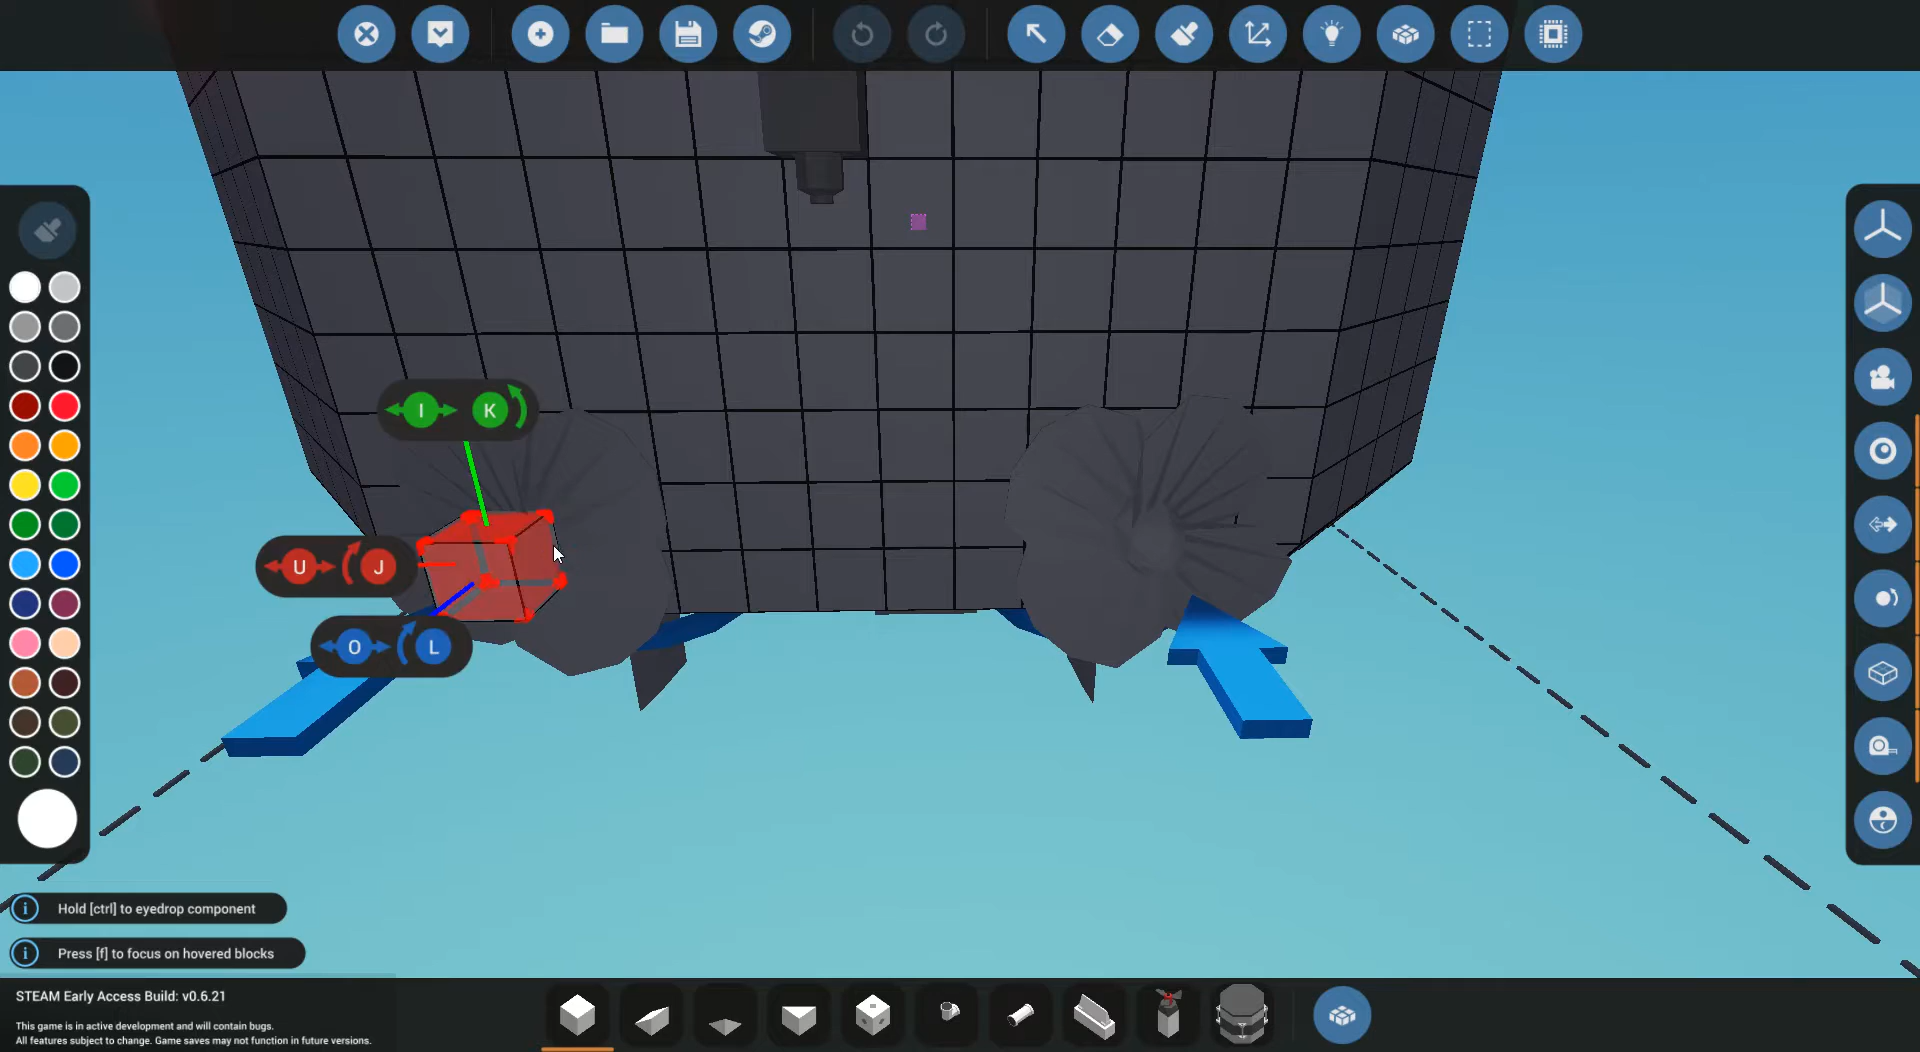 I K
U J
O L
Hold [ctrl] to eyedrop component
Press [f] to focus on hovered blocks
STEAM Early Access Build: v0.6.21
This game is in active development and will contain bugs.
All features subject to change. Game saves may not function in future versions.